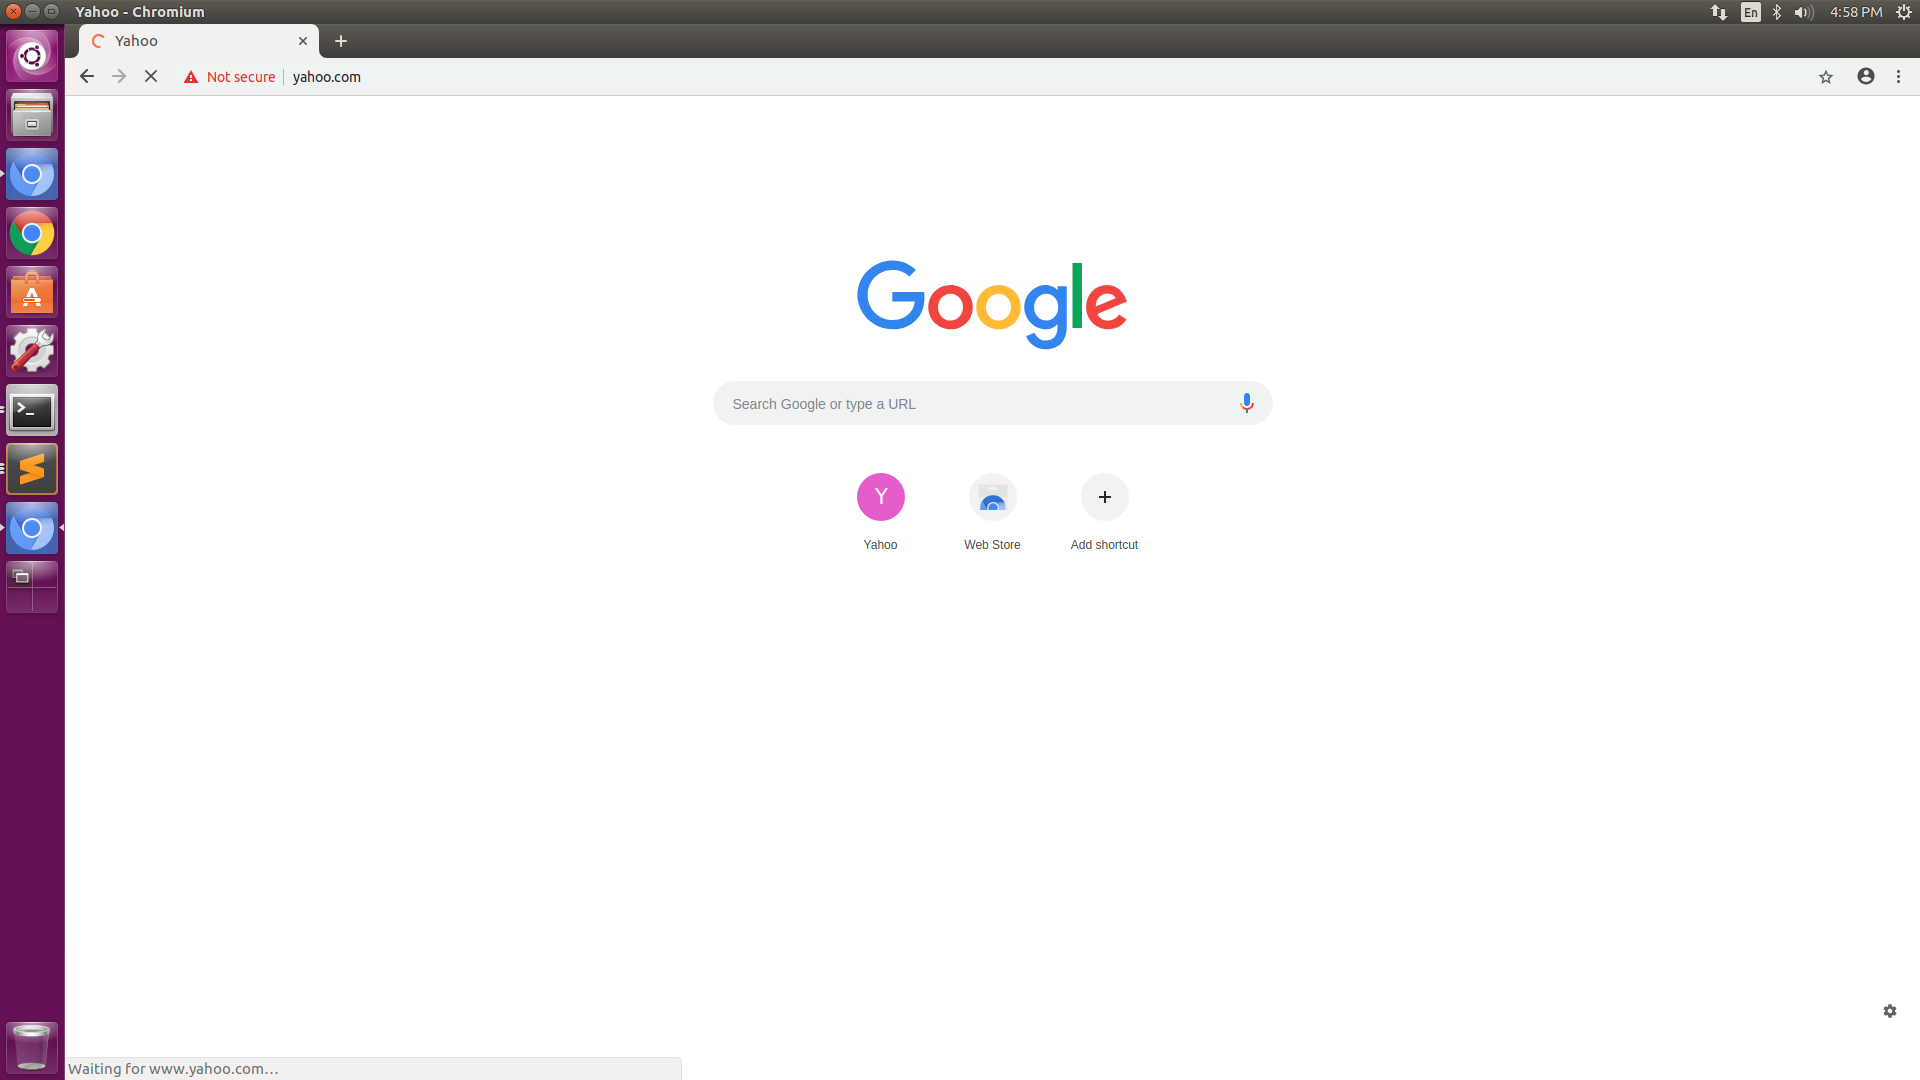 Yahoo - Chromium
En
4:58 PM
Yahoo
Not secure
yahoo.com
Google
Search Google or type a URL
Y
Yahoo
Web Store
Add shortcut
Waiting for www.yahoo.com…